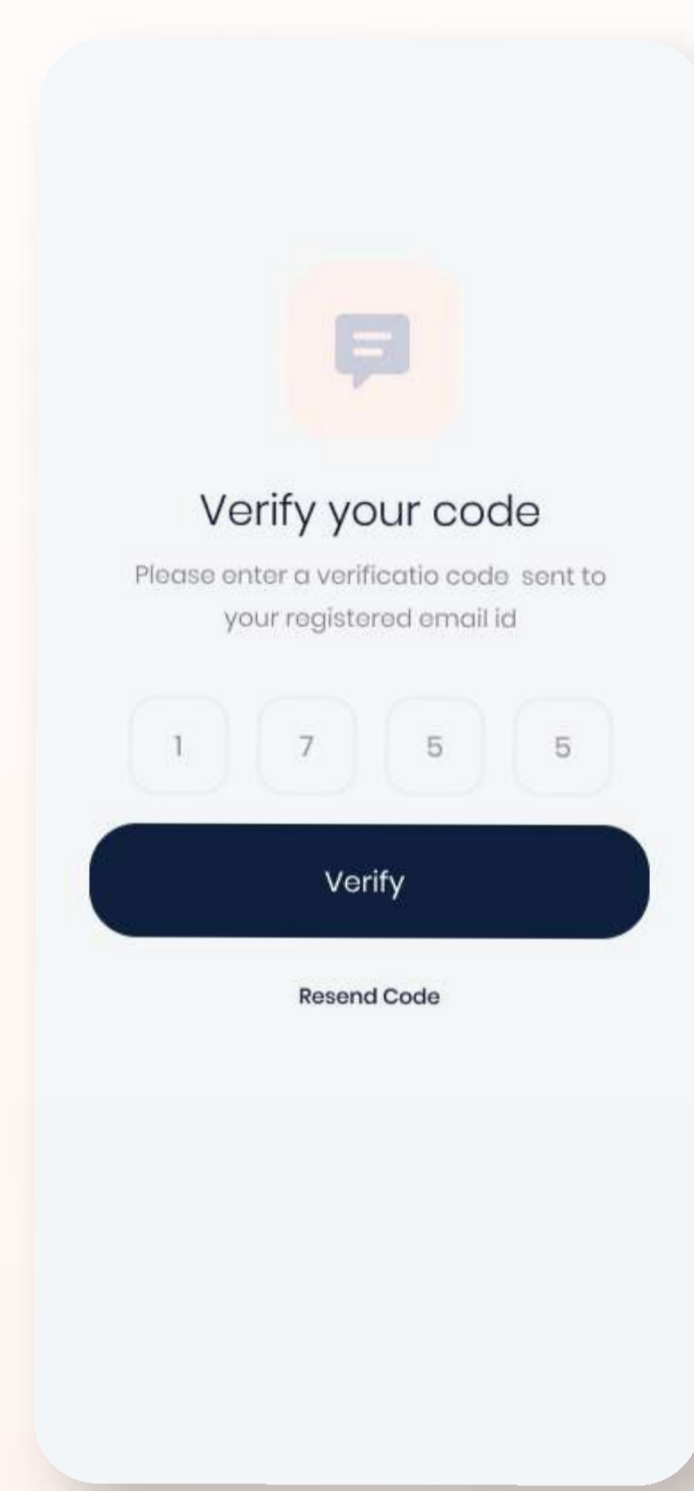 Verify your code
Please enter a verificatio code sent to
your registered email id
1 7 5 5
Verify
Resend Code